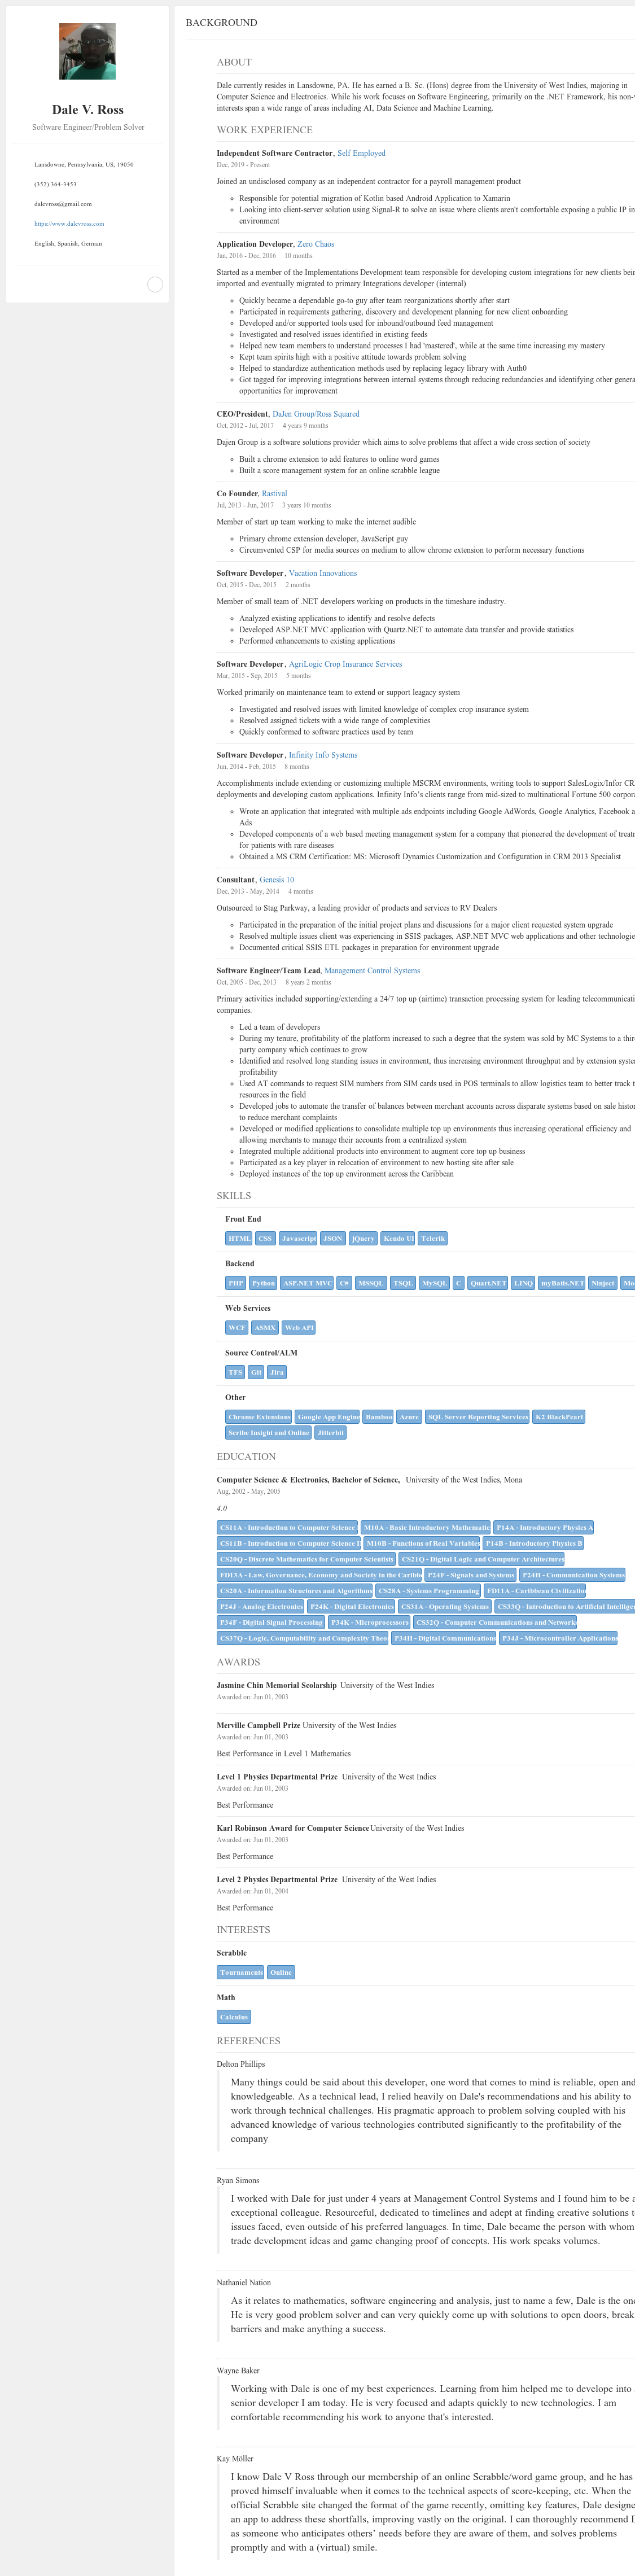 Dale V. Ross
Software Engineer/Problem Solver
Lansdowne, Pennsylvania, US, 19050
(352) 364-3453
dalevross@gmail.com
https://www.dalevross.com
English, Spanish, German
BACKGROUND
ABOUT
Dale currently resides in Lansdowne, PA. He has earned a B. Sc. (Hons) degree from the University of West Indies, majoring in
Computer Science and Electronics. While his work focuses on Software Engineering, primarily on the .NET Framework, his non-
interests span a wide range of areas including AI, Data Science and Machine Learning.
WORK EXPERIENCE
Independent Software Contractor, Self Employed
Dec, 2019 - Present
Joined an undisclosed company as an independent contractor for a payroll management product
Responsible for potential migration of Kotlin based Android Application to Xamarin
Looking into client-server solution using Signal-R to solve an issue where clients aren't comfortable exposing a public IP in
environment
Application Developer, Zero Chaos
Jan, 2016 - Dec, 2016 10 months
Started as a member of the Implementations Development team responsible for developing custom integrations for new clients
imported and eventually migrated to primary Integrations developer (internal)
Quickly became a dependable go-to guy after team reorganizations shortly after start
Participated in requirements gathering, discovery and development planning for new client onboarding
Developed and/or supported tools used for inbound/outbound feed management
Investigated and resolved issues identified in existing feeds
Helped new team members to understand processes I had 'mastered', while at the same time increasing my mastery
Kept team spirits high with a positive attitude towards problem solving
Helped to standardize authentication methods used by replacing legacy library with Auth0
Got tagged for improving integrations between internal systems through reducing redundancies and identifying other
opportunities for improvement
CEO/President, DaJen Group/Ross Squared
Oct, 2012 - Jul, 2017 4 years 9 months
Dajen Group is a software solutions provider which aims to solve problems that affect a wide cross section of society
Built a chrome extension to add features to online word games
Built a score management system for an online scrabble league
Co Founder, Rastival
Jul, 2013 - Jun, 2017 3 years 10 months
Member of start up team working to make the internet audible
Primary chrome extension developer, JavaScript guy
Circumvented CSP for media sources on medium to allow chrome extension to perform necessary functions
Software Developer, Vacation Innovations
Oct, 2015 - Dec, 2015 2 months
Member of small team of .NET developers working on products in the timeshare industry.
Analyzed existing applications to identify and resolve defects
Developed ASP.NET MVC application with Quartz.NET to automate data transfer and provide statistics
Performed enhancements to existing applications
Software Developer, AgriLogic Crop Insurance Services
Mar, 2015 - Sep, 2015 5 months
Worked primarily on maintenance team to extend or support leagacy system
Investigated and resolved issues with limited knowledge of complex crop insurance system
Resolved assigned tickets with a wide range of complexities
Quickly conformed to software practices used by team
Software Developer, Infinity Info Systems
Jun, 2014 - Feb, 2015 8 months
Accomplishments include extending or customizing multiple MSCRM environments, writing tools to support SalesLogix/Infor
deployments and developing custom applications. Infinity Info's clients range from mid-sized to multinational Fortune 500
Wrote an application that integrated with multiple ads endpoints including Google AdWords, Google Analytics, Facebook
Ads
Developed components of a web based meeting management system for a company that pioneered the development of
for patients with rare diseases
Obtained a MS CRM Certification: MS: Microsoft Dynamics Customization and Configuration in CRM 2013 Specialist
Consultant, Genesis 10
Dec, 2013 - May, 2014 4 months
Outsourced to Stag Parkway, a leading provider of products and services to RV Dealers
Participated in the preparation of the initial project plans and discussions for a major client requested system upgrade
Resolved multiple issues client was experiencing in SSIS packages, ASP.NET MVC web applications and other
Documented critical SSIS ETL packages in preparation for environment upgrade
Software Engineer/Team Lead, Management Control Systems
Oct, 2005 - Dec, 2013 8 years 2 months
Primary activities included supporting/extending a 24/7 top up (airtime) transaction processing system for leading
companies.
Led a team of developers
During my tenure, profitability of the platform increased to such a degree that the system was sold by MC Systems to a
party company which continues to grow
Identified and resolved long standing issues in environment, thus increasing environment throughput and by extension
profitability
Used AT commands to request SIM numbers from SIM cards used in POS terminals to allow logistics team to better track
resources in the field
Developed jobs to automate the transfer of balances between merchant accounts across disparate systems based on sale
to reduce merchant complaints
Developed or modified applications to consolidate multiple top up environments thus increasing operational efficiency and
allowing merchants to manage their accounts from a centralized system
Integrated multiple additional products into environment to augment core top up business
Participated as a key player in relocation of environment to new hosting site after sale
Deployed instances of the top up environment across the Caribbean
SKILLS
Front End
HTML CSS Javascript JSON jQuery Kendo UI Telerik
Backend
PHP Python ASP.NET MVC C# MSSQL TSQL MySQL C Quart.NET LINQ myBatis.NET Ninject
Web Services
WCF ASMX Web API
Source Control/ALM
TFS Git Jira
Other
Chrome Extensions Google App Engine Bamboo Azure SQL Server Reporting Services K2 BlackPearl
Scribe Insight and Online Jitterbit
EDUCATION
Computer Science & Electronics, Bachelor of Science, University of the West Indies, Mona
Aug, 2002 - May, 2005
4.0
CS11A - Introduction to Computer Science M10A - Basic Introductory Mathematic P14A - Introductory Physics A
CS11B - Introduction to Computer Science M10B - Functions of Real Variables P14B - Introductory Physics B
CS20Q - Discrete Mathematics for Computer Scientists CS21Q - Digital Logic and Computer Architectures
FD13A - Law, Governance, Economy and Society in the P24F - Signals and Systems P24H - Communication Systems
CS20A - Information Structures and Algorithms CS28A - Systems Programming FD11A - Caribbean
P24J - Analog Electronics P24K - Digital Electronics CS31A - Operating Systems CS33Q - Introduction to Artificial
P34F - Digital Signal Processing P34K - Microprocessors CS32Q - Computer Communications and Networks
CS37Q - Logic, Computability and Complexity P34H - Digital Communications P34J - Microcontroller Applications
AWARDS
Jasmine Chin Memorial Scolarship University of the West Indies
Awarded on: Jun 01, 2003
Merville Campbell Prize University of the West Indies
Awarded on: Jun 01, 2003
Best Performance in Level 1 Mathematics
Level 1 Physics Departmental Prize University of the West Indies
Awarded on: Jun 01, 2003
Best Performance
Karl Robinson Award for Computer Science University of the West Indies
Awarded on: Jun 01, 2003
Best Performance
Level 2 Physics Departmental Prize University of the West Indies
Awarded on: Jun 01, 2004
Best Performance
INTERESTS
Scrabble
Tournaments Online
Math
Calculus
REFERENCES
Delton Phillips
Many things could be said about this developer, one word that comes to mind is reliable, open and
knowledgeable. As a technical lead, I relied heavily on Dale's recommendations and his ability to
work through technical challenges. His pragmatic approach to problem solving coupled with his
advanced knowledge of various technologies contributed significantly to the profitability of the
company
Ryan Simons
I worked with Dale for just under 4 years at Management Control Systems and I found him to be
exceptional colleague. Resourceful, dedicated to timelines and adept at finding creative solutions
issues faced, even outside of his preferred languages. In time, Dale became the person with whom
trade development ideas and game changing proof of concepts. His work speaks volumes.
Nathaniel Nation
As it relates to mathematics, software engineering and analysis, just to name a few, Dale is the
He is very good problem solver and can very quickly come up with solutions to open doors, break
barriers and make anything a success.
Wayne Baker
Working with Dale is one of my best experiences. Learning from him helped me to develope into
senior developer I am today. He is very focused and adapts quickly to new technologies. I am
comfortable recommending his work to anyone that's interested.
Kay Möller
I know Dale V Ross through our membership of an online Scrabble/word game group, and he has
proved himself invaluable when it comes to the technical aspects of score-keeping, etc. When the
official Scrabble site changed the format of the game recently, omitting key features, Dale
an app to address these shortfalls, improving vastly on the original. I can thoroughly recommend
as someone who anticipates others' needs before they are aware of them, and solves problems
promptly and with a (virtual) smile.